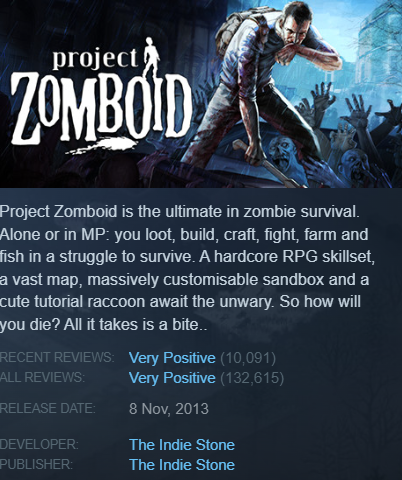 project
ZOMBOID
Project Zomboid is the ultimate in zombie survival.
Alone or in MP: you loot, build, craft, fight, farm and
fish in a struggle to survive. A hardcore RPG skillset,
a vast map, massively customisable sandbox and a
cute tutorial raccoon await the unwary. So how will
you die? All it takes is a bite..
RECENT REVIEWS: Very Positive (10,091)
ALL REVIEWS: Very Positive (132,615)
RELEASE DATE: 8 Nov, 2013
DEVELOPER: The Indie Stone
PUBLISHER: The Indie Stone